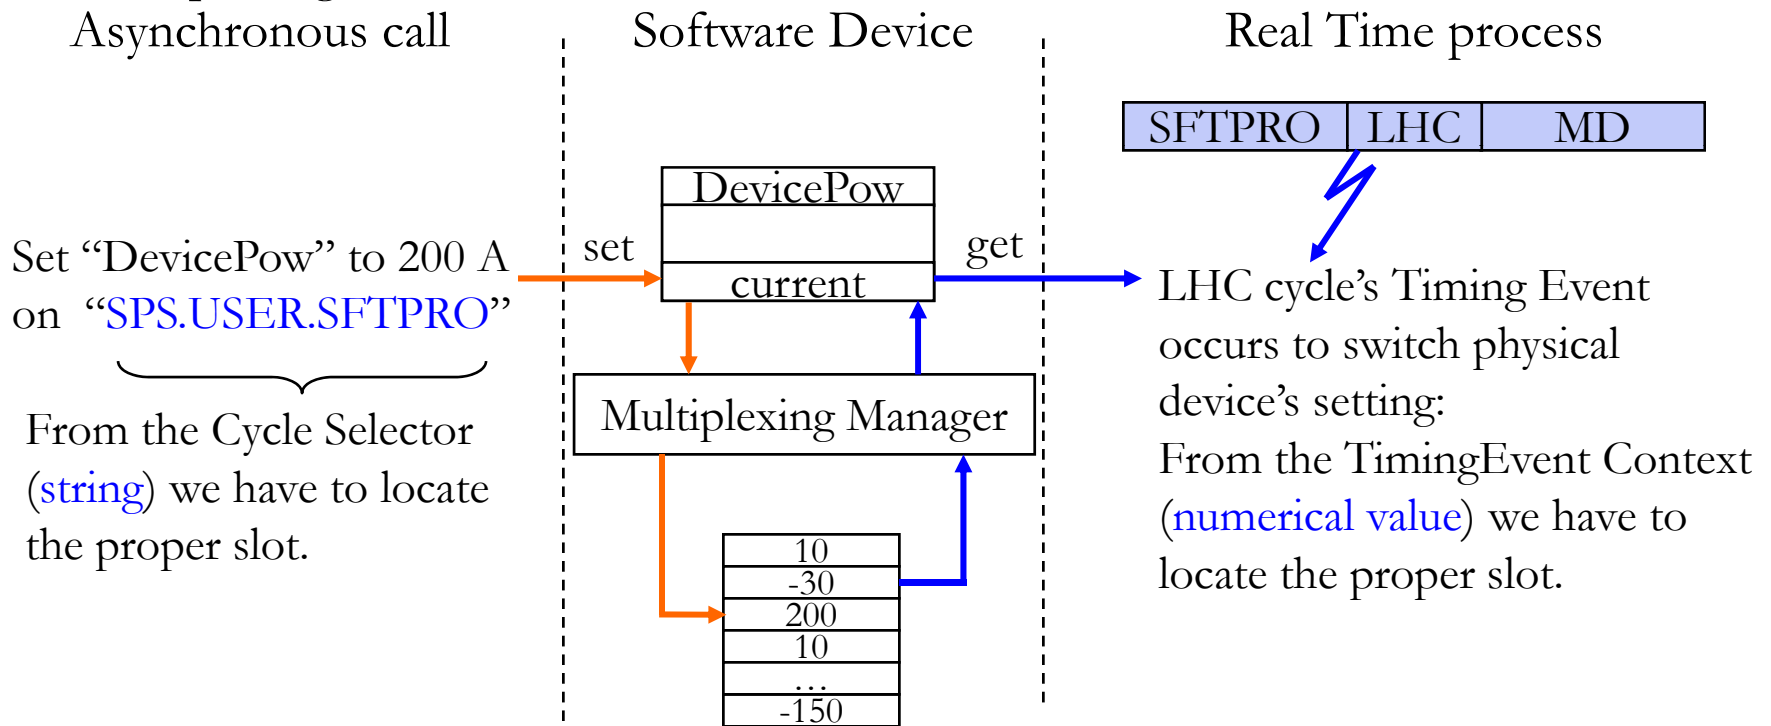 Asynchronous call
Set “DevicePow” to 200 A
on “SPS.USER.SFTPRO”
From the Cycle Selector
(string) we have to locate
the proper slot.
Software Device
set
DevicePow
current
get
Multiplexing Manager
10
-30
200
10
…
-150
Real Time process
SFTPRO LHC MD
LHC cycle’s Timing Event
occurs to switch physical
device’s setting:
From the TimingEvent Context
(numerical value) we have to
locate the proper slot.